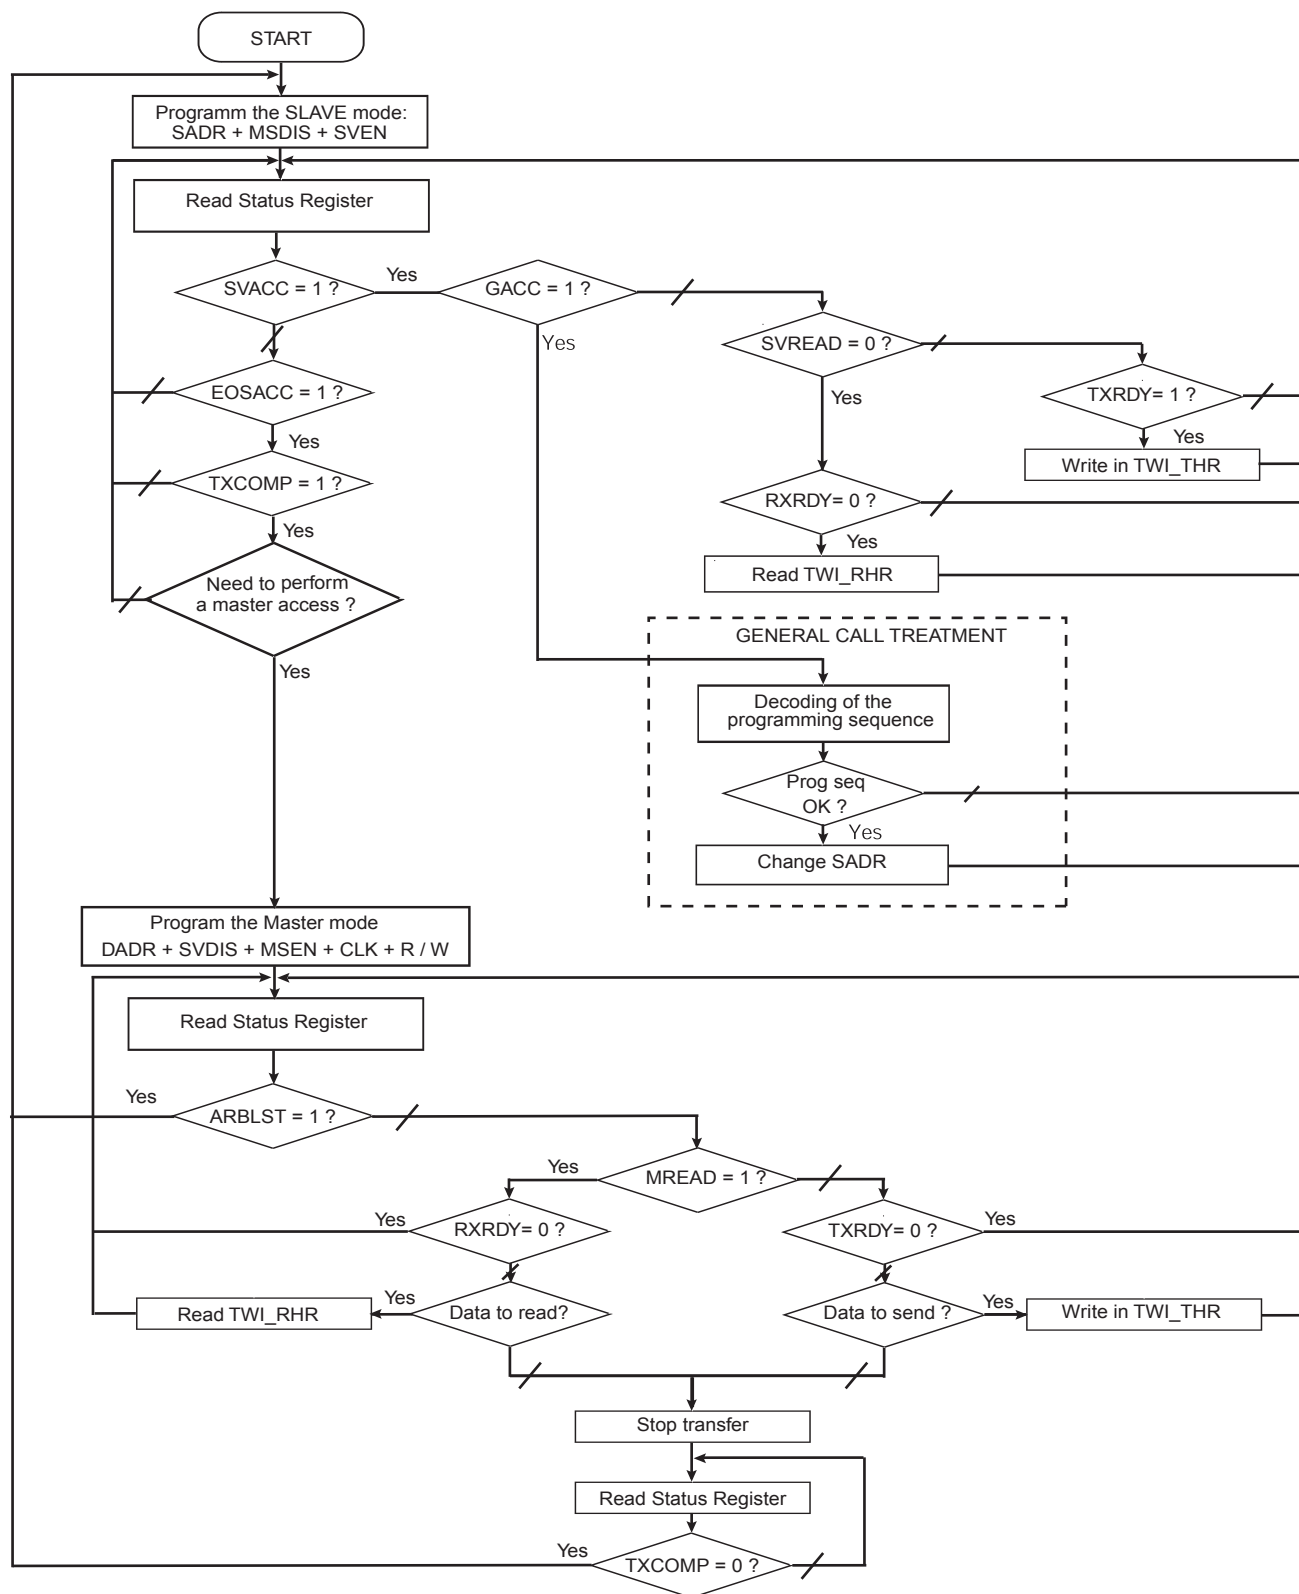 START
Programm the SLAVE mode:
SADR + MSDIS + SVEN
Read Status Register
SVACC = 1 ?
Yes
GACC = 1 ?
Yes
SVREAD = 0 ?
EOSACC = 1 ?
Yes
TXRDY= 1 ?
Yes
Yes
Write in TWI_THR
TXCOMP = 1 ?
RXRDY= 0 ?
Yes
Yes
Need to perform
a master access ?
Read TWI_RHR
Yes
GENERAL CALL TREATMENT
Decoding of the
programming sequence
Prog seq
OK ?
Yes
Change SADR
Program the Master mode
DADR + SVDIS + MSEN + CLK + R / W
Read Status Register
Yes
ARBLST = 1 ?
Yes
MREAD = 1 ?
Yes
RXRDY= 0 ?
TXRDY= 0 ?
Yes
Read TWI_RHR
Yes
Data to read?
Data to send ?
Yes
Write in TWI_THR
Stop transfer
Read Status Register
Yes
TXCOMP = 0 ?